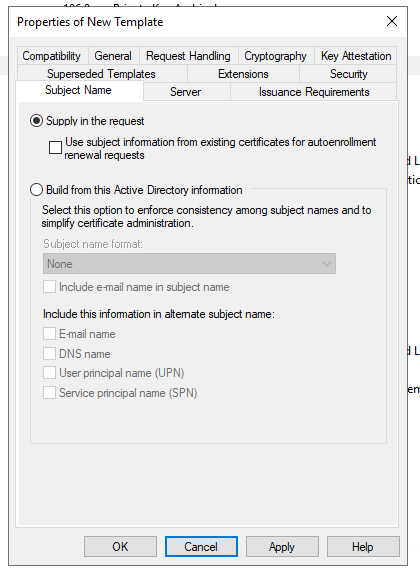 Properties of New Template
Compatibility General Request Handling Cryptography Key Attestation
Superseded Templates Extensions Security
Subject Name Server Issuance Requirements
Supply in the request
Use subject information from existing certificates for autoenrollment
renewal requests
Build from this Active Directory information
Select this option to enforce consistency among subject names and to
simplify certificate administration.
Subject name format:
None
Include e-mail name in subject name
Include this information in alternate subject name:
E-mail name
DNS name
User principal name (UPN)
Service principal name (SPN)
OK Cancel Apply Help